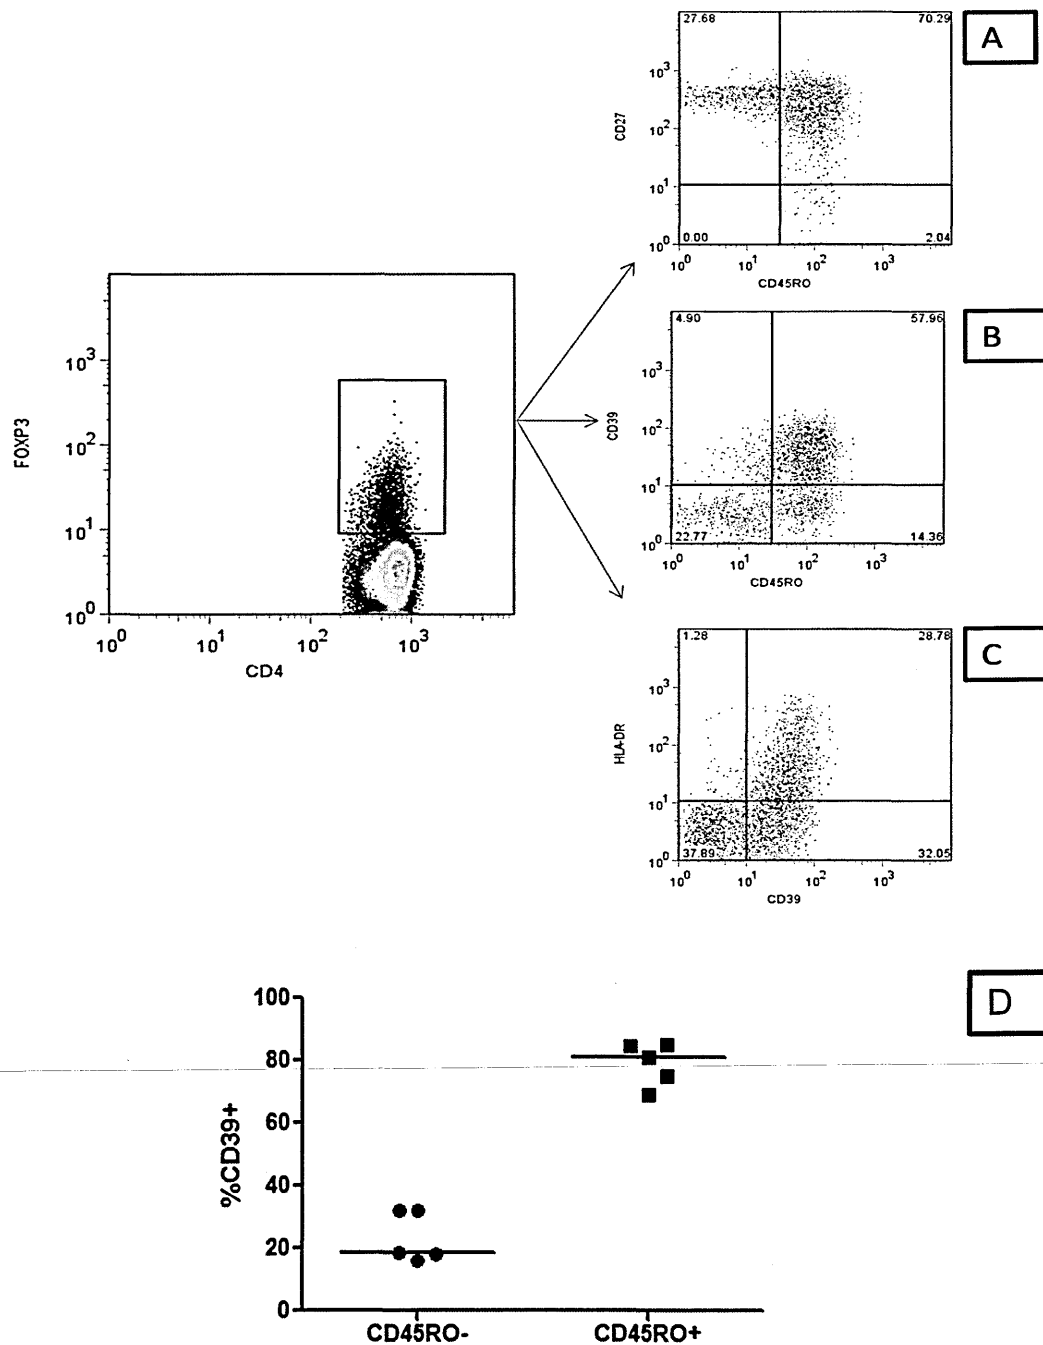 27.68 70.29
A
10³
10²
10¹
10⁰
CD27
0.00 2.04
10⁰ 10¹ 10² 10³
CD45RO
FOXP3
10³
10²
10¹
10⁰
10⁰ 10¹ 10² 10³
CD4
4.90 57.96
B
10³
10²
10¹
10⁰
CD39
22.77 14.36
10⁰ 10¹ 10² 10³
CD45RO
1.28 28.78
C
10³
10²
10¹
10⁰
HLA-DR
37.89 32.05
10⁰ 10¹ 10² 10³
CD39
D
100
80
60
40
20
0
%CD39+
CD45RO- CD45RO+